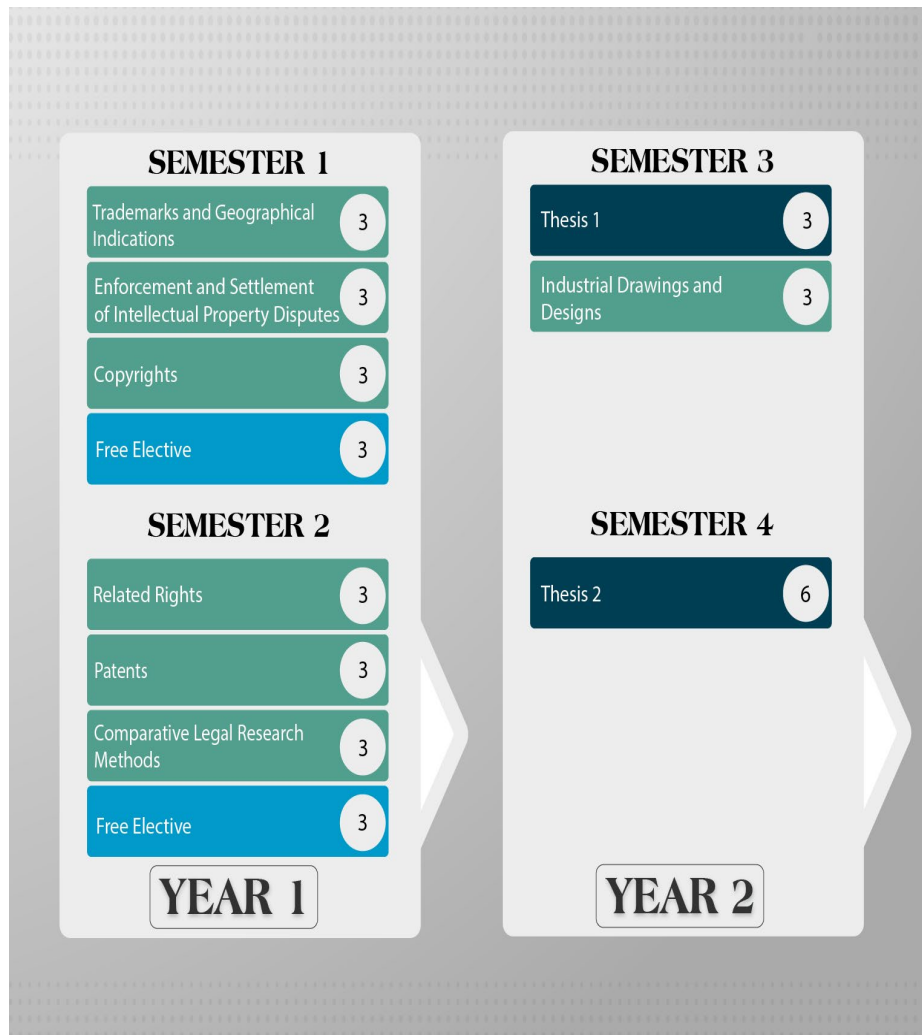 SEMESTER 1
Trademarks and Geographical
Indications
3
Enforcement and Settlement
of Intellectual Property Disputes
3
Copyrights
3
Free Elective
3
SEMESTER 2
Related Rights
3
Patents
3
Comparative Legal Research
Methods
3
Free Elective
3
YEAR 1
SEMESTER 3
Thesis 1
3
Industrial Drawings and
Designs
3
SEMESTER 4
Thesis 2
6
YEAR 2